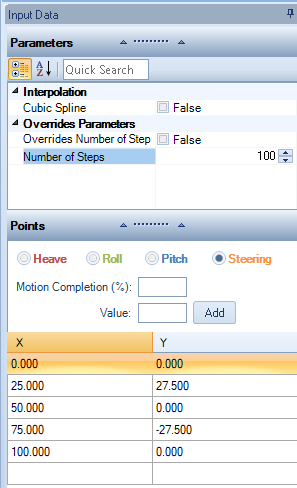 Input Data
Parameters
Quick Search
Interpolation
Cubic Spline False
Overrides Parameters
Overrides Number of Step False
Number of Steps 100
Points
Heave Roll Pitch Steering
Motion Completion (%):
Value: Add
X Y
0.000 0.000
25.000 27.500
50.000 0.000
75.000 -27.500
100.000 0.000